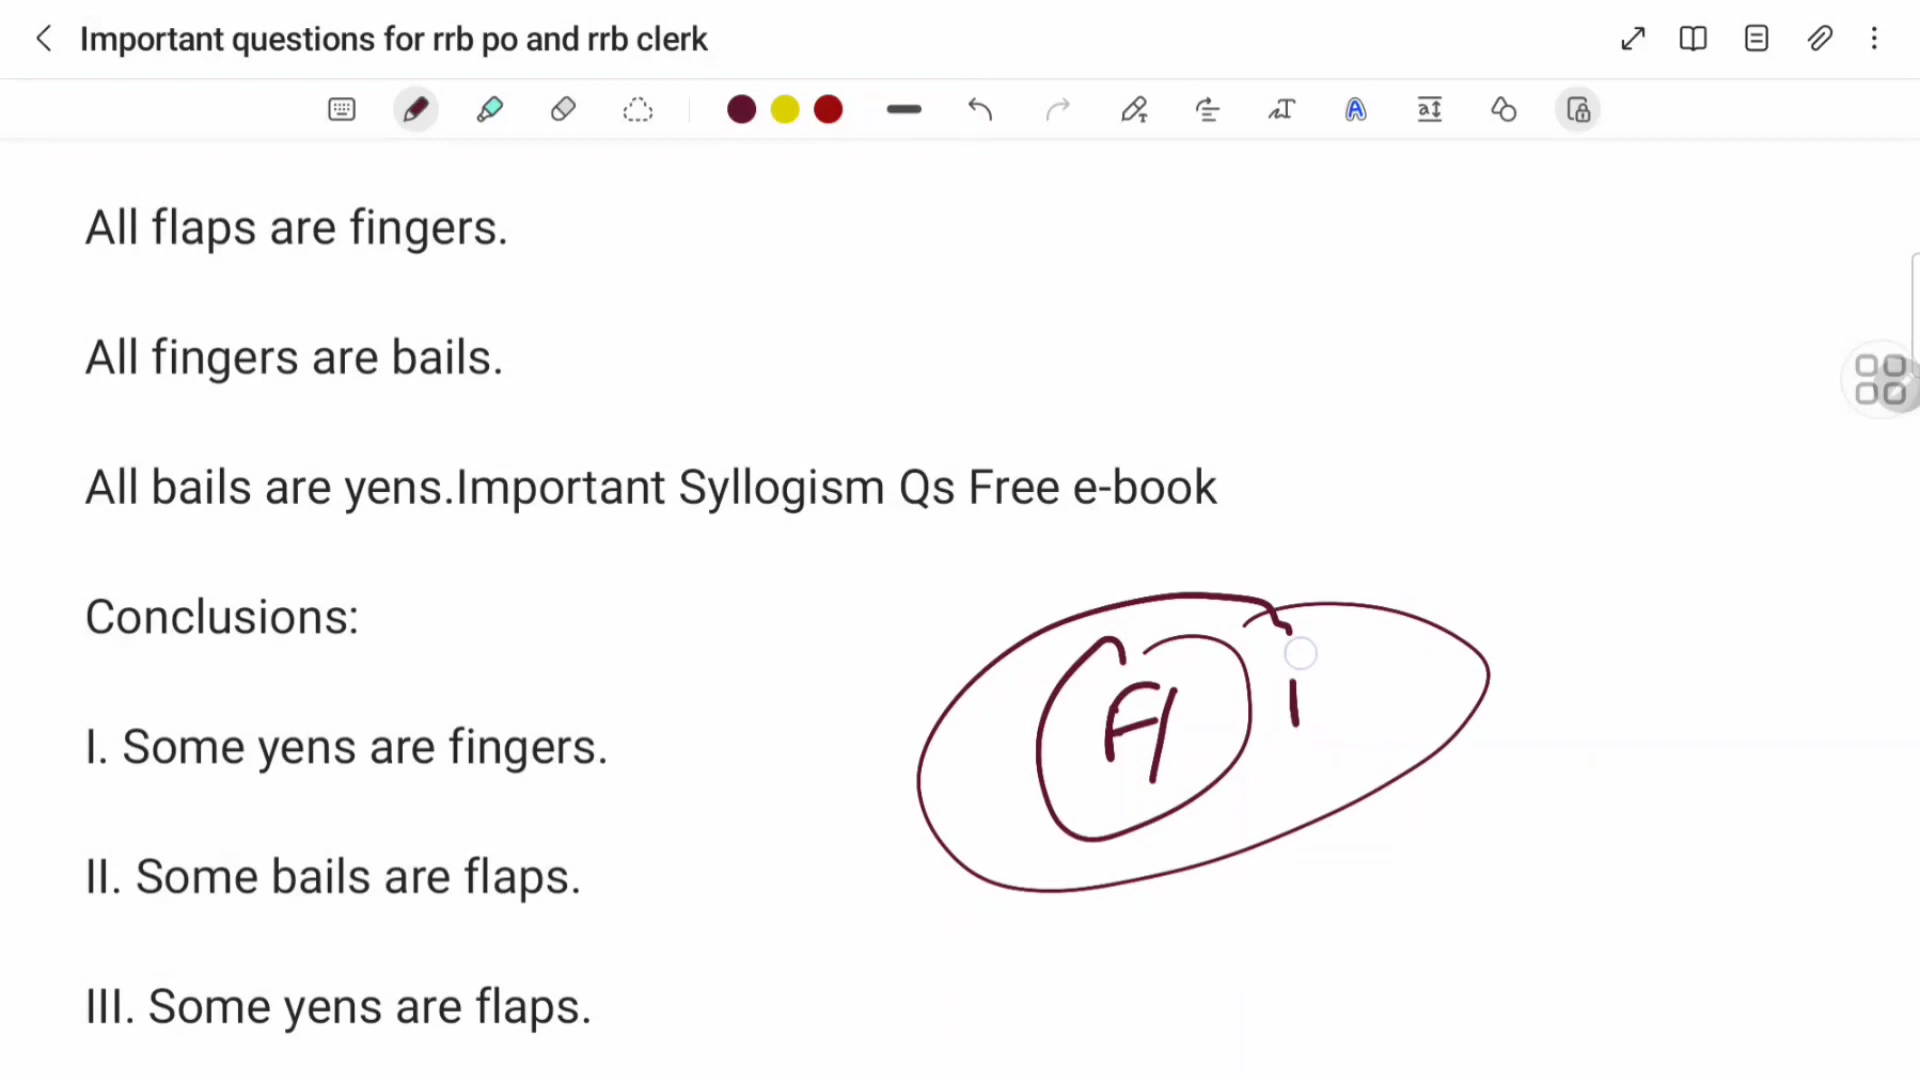 Important questions for rrb po and rrb clerk
All flaps are fingers.
All fingers are bails.
All bails are yens.Important Syllogism Qs Free e-book
Conclusions:
Fl
I. Some yens are fingers.
II. Some bails are flaps.
III. Some yens are flaps.